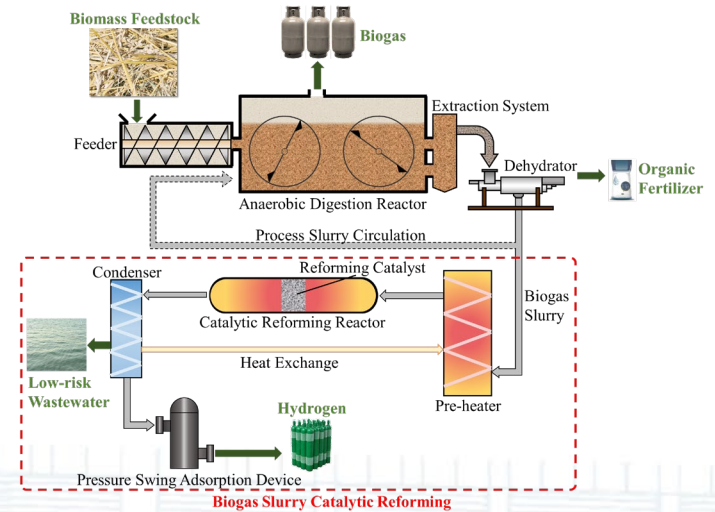 Biomass Feedstock
Biogas
Extraction System
Feeder
Dehydrator
Organic
Fertilizer
Anaerobic Digestion Reactor
Process Slurry Circulation
Condenser
Reforming Catalyst
Biogas
Slurry
Catalytic Reforming Reactor
Heat Exchange
Low-risk
Wastewater
Pre-heater
Hydrogen
Pressure Swing Adsorption Device
Biogas Slurry Catalytic Reforming